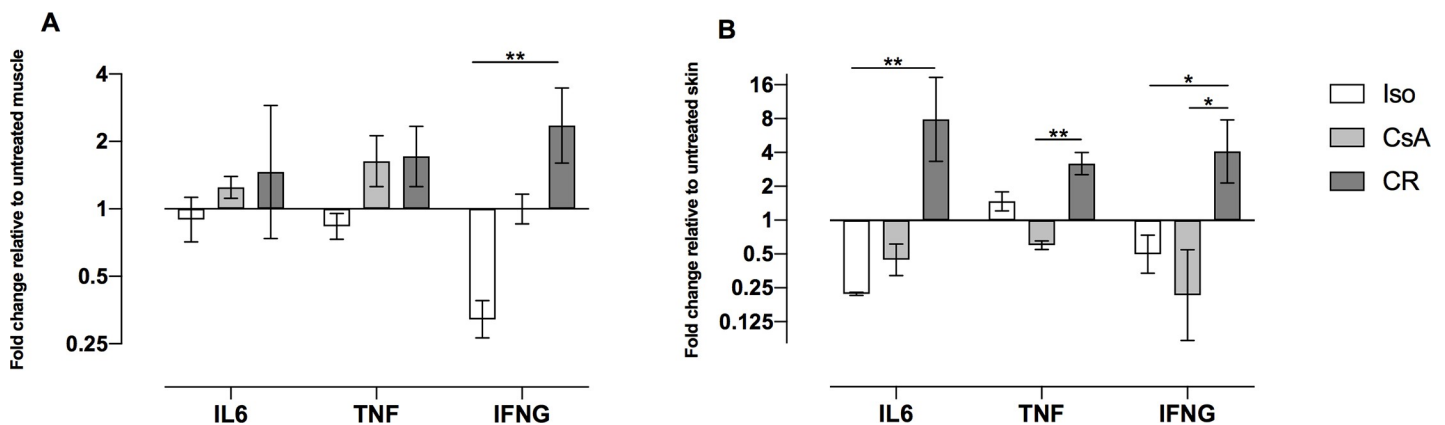 A
Fold change relative to untreated muscle
4
2
1
0.5
0.25
**
IL6 TNF IFNG
B
Fold change relative to untreated skin
16
8
4
2
1
0.5
0.25
0.125
**
**
*
*
IL6 TNF IFNG
Iso
CsA
CR